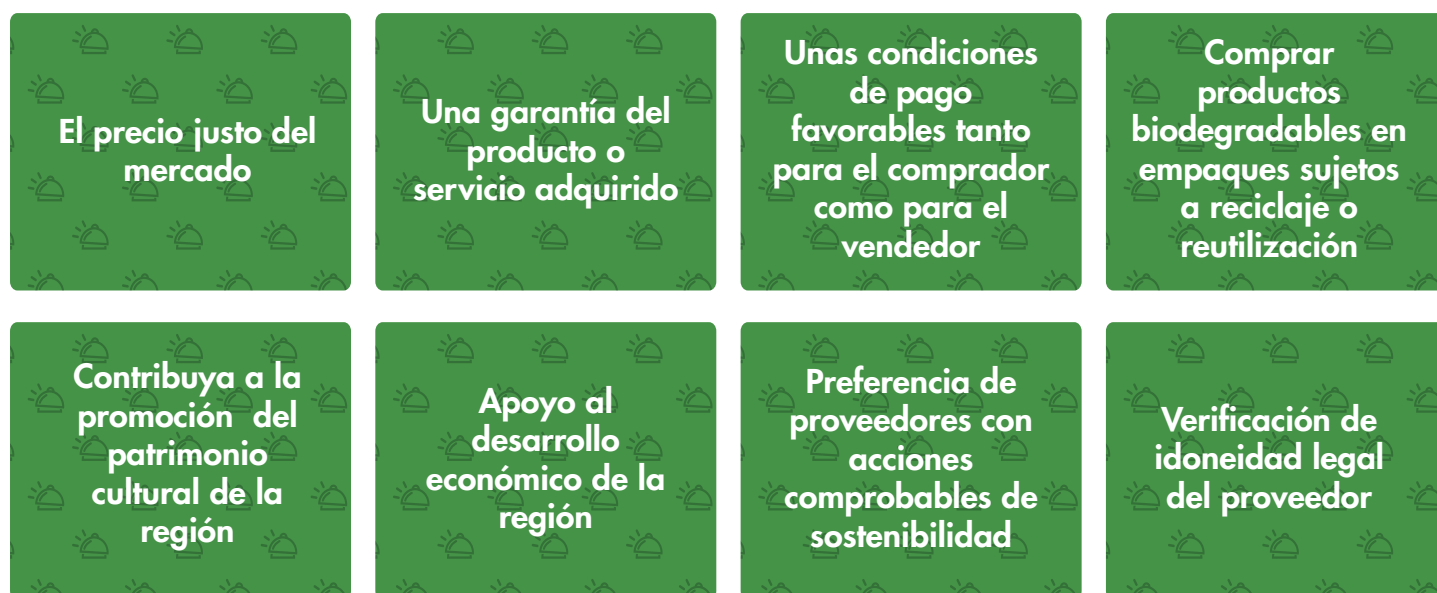 El precio justo del
mercado
Una garantía del
producto o
servicio adquirido
Unas condiciones
de pago
favorables tanto
para el comprador
como para el
vendedor
Comprar
productos
biodegradables en
empaques sujetos
a reciclaje o
reutilización
Contribuya a la
promoción  del
patrimonio
cultural de la
región
Apoyo al
desarrollo
económico de la
región
Preferencia de
proveedores con
acciones
comprobables de
sostenibilidad
Verificación de
idoneidad legal
del proveedor